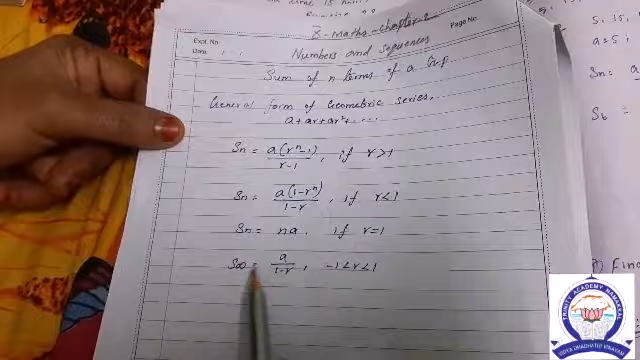 X-Maths-Chapter-2
Expt. No.
Page No.
Date
Numbers and Sequences
Sum of n terms of a G.P
General form of Geometric series.
a + ar + ar² + ....
Sn = a(rⁿ-1)/r-1, if r>1
Sn = a(1-rⁿ)/1-r, if r<1
Sn = na, if r=1
S∞ = a/1-r, -1<r<1
S, 15,
a=5;
Sn=
S6 =
Find
TRINITY ACADEMY NAMAKKAL